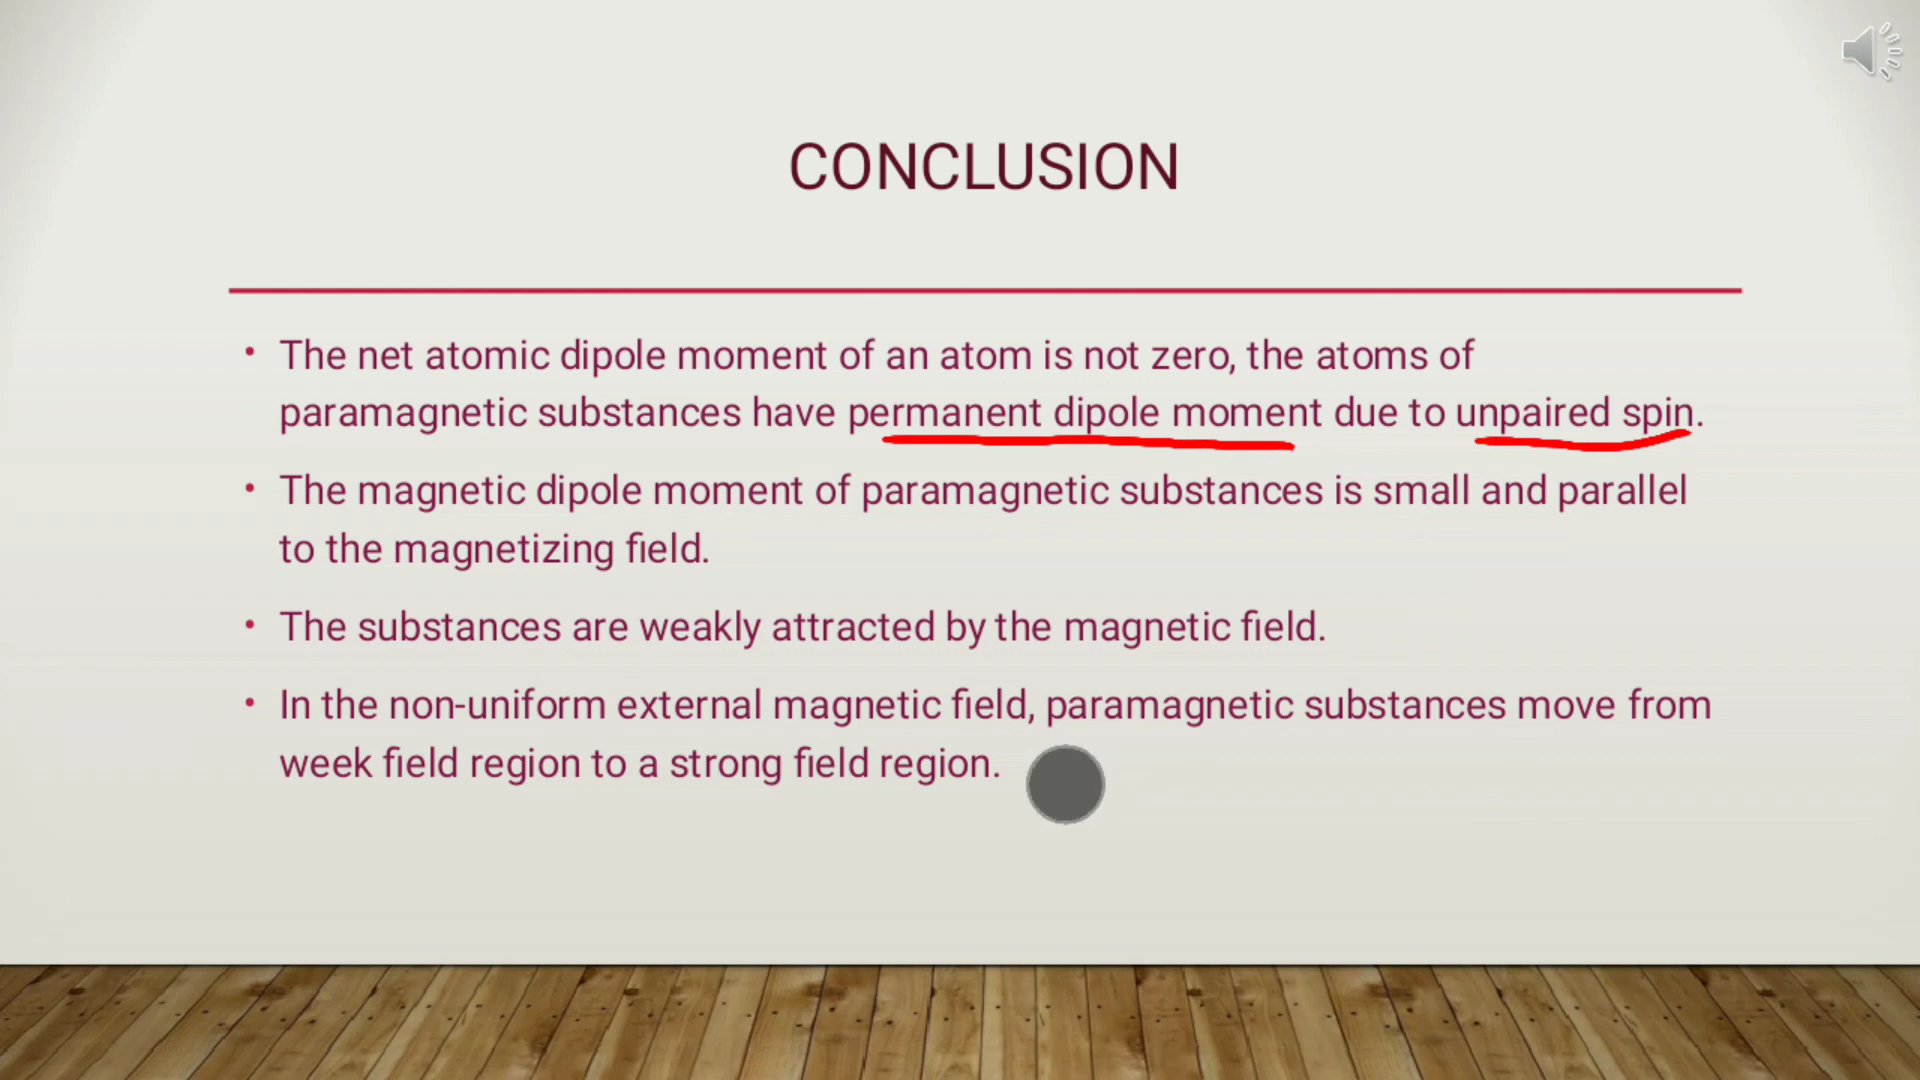 CONCLUSION
• The net atomic dipole moment of an atom is not zero, the atoms of
paramagnetic substances have permanent dipole moment due to unpaired spin.
• The magnetic dipole moment of paramagnetic substances is small and parallel
to the magnetizing field.
• The substances are weakly attracted by the magnetic field.
• In the non-uniform external magnetic field, paramagnetic substances move from
week field region to a strong field region.